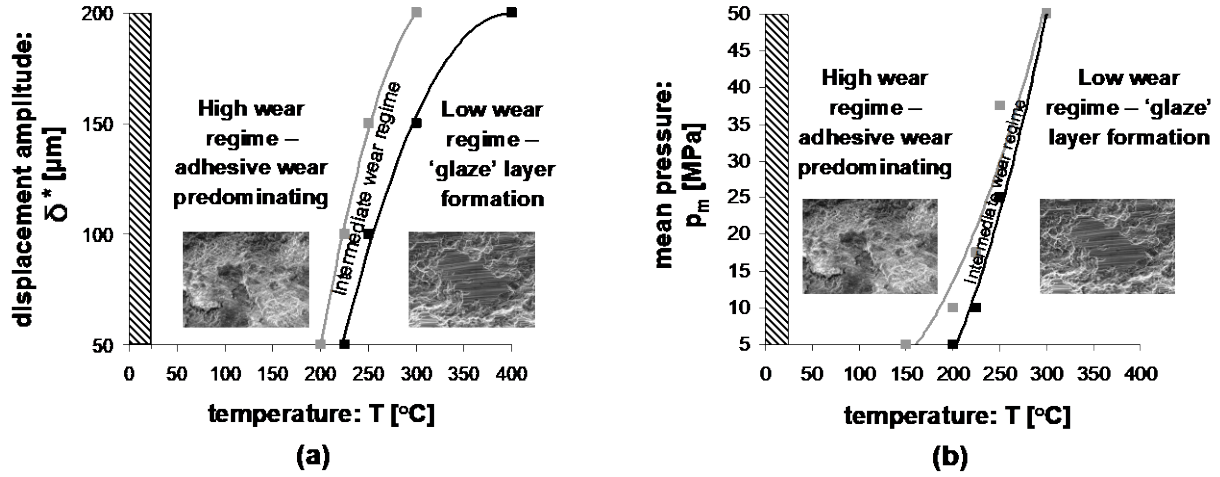 displacement amplitude:
δ* [µm]
200
150
100
50
High wear
regime –
adhesive wear
predominating
Intermediate wear regime
Low wear
regime –
‘glaze’ layer
formation
0 50 100 150 200 250 300 350 400
temperature: T [°C]
(a)
mean pressure:
pm [MPa]
50
45
40
35
30
25
20
15
10
5
High wear
regime –
adhesive wear
predominating
Intermediate wear regime
Low wear
regime – ‘glaze’
layer formation
0 50 100 150 200 250 300 350 400
temperature: T [°C]
(b)